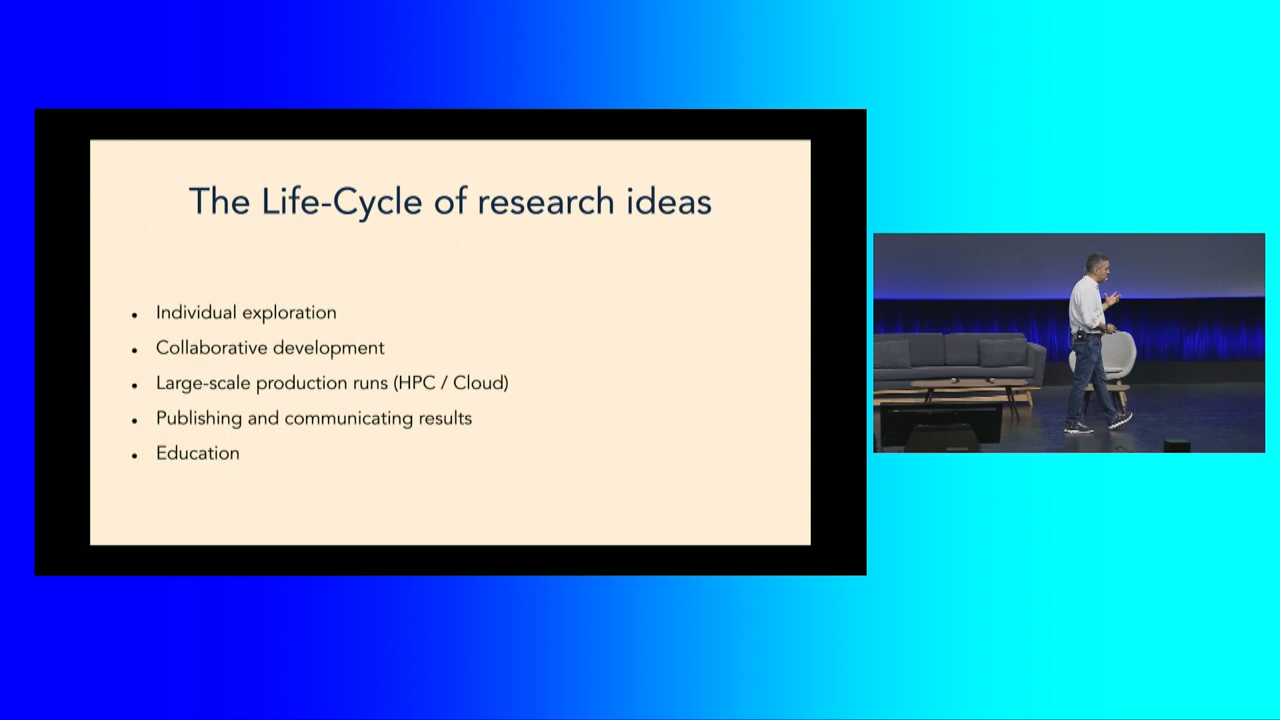 The Life-Cycle of research ideas
• Individual exploration
• Collaborative development
• Large-scale production runs (HPC / Cloud)
• Publishing and communicating results
• Education